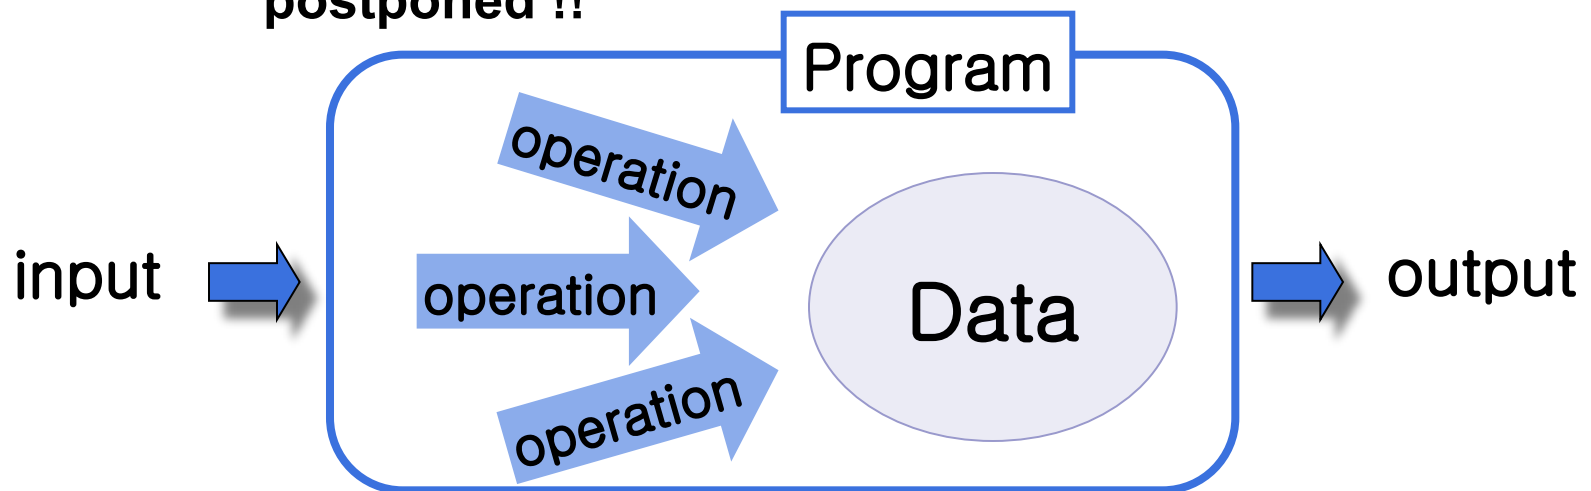 postponed !!
Program
operation
input
operation
Data
output
operation